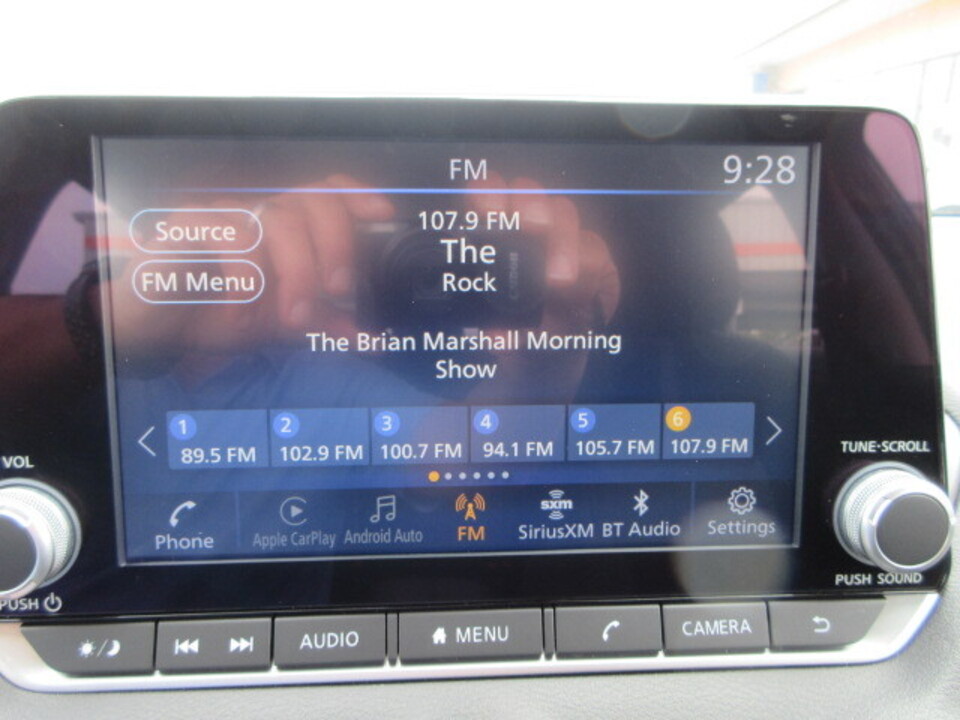 FM
9:28
Source
FM Menu
107.9 FM
The
Rock
The Brian Marshall Morning
Show
1 2 3 4 5 6
89.5 FM 102.9 FM 100.7 FM 94.1 FM 105.7 FM 107.9 FM
VOL
TUNE·SCROLL
sxm
Phone Apple CarPlay Android Auto FM SiriusXM BT Audio Settings
PUSH
PUSH SOUND
AUDIO MENU CAMERA